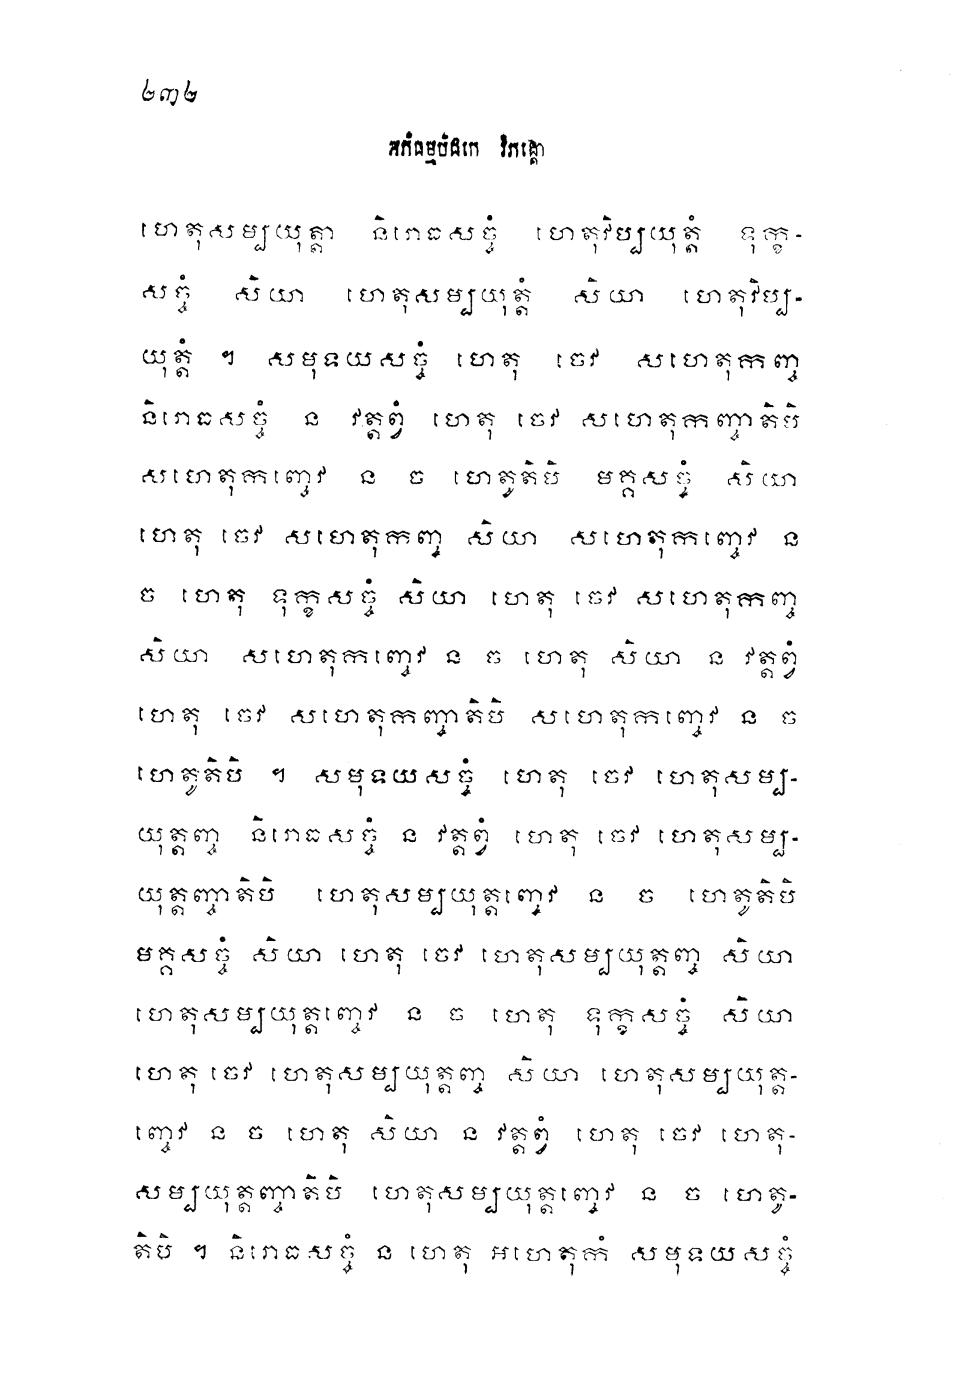 ២៣២
អភិធម្មបិដកេ វិភង្គោ
ហេតុសម្បយុត្តា និរោធសច្ចំ ហេតុវិប្បយុត្តំ ទុក្ខ-
សច្ចំ សិយា ហេតុសម្បយុត្តំ សិយា ហេតុវិប្ប-
យុត្តំ ។ សមុទយសច្ចំ ហេតុ ចេវ សហេតុកញ្ច
និរោធសច្ចំ ន វត្តព្វំ ហេតុ ចេវ សហេតុកញ្ចាតិបិ
សហេតុកញ្ចេវ ន ច ហេតូតិបិ មគ្គសច្ចំ សិយា
ហេតុ ចេវ សហេតុកញ្ច សិយា សហេតុកញ្ចេវ ន
ច ហេតុ ទុក្ខសច្ចំ សិយា ហេតុ ចេវ សហេតុកញ្ច
សិយា សហេតុកញ្ចេវ ន ច ហេតុ សិយា ន វត្តព្វំ
ហេតុ ចេវ សហេតុកញ្ចាតិបិ សហេតុកញ្ចេវ ន ច
ហេតូតិបិ ។ សមុទយសច្ចំ ហេតុ ចេវ ហេតុសម្ប-
យុត្តញ្ច និរោធសច្ចំ ន វត្តព្វំ ហេតុ ចេវ ហេតុសម្ប-
យុត្តញ្ចាតិបិ ហេតុសម្បយុត្តញ្ចេវ ន ច ហេតូតិបិ
មគ្គសច្ចំ សិយា ហេតុ ចេវ ហេតុសម្បយុត្តញ្ច សិយា
ហេតុសម្បយុត្តញ្ចេវ ន ច ហេតុ ទុក្ខសច្ចំ សិយា
ហេតុ ចេវ ហេតុសម្បយុត្តញ្ច សិយា ហេតុសម្បយុត្ត-
ញ្ចេវ ន ច ហេតុ សិយា ន វត្តព្វំ ហេតុ ចេវ ហេតុ-
សម្បយុត្តញ្ចាតិបិ ហេតុសម្បយុត្តញ្ចេវ ន ច ហេតូ-
តិបិ ។ និរោធសច្ចំ ន ហេតុ អហេតុកំ សមុទយសច្ចំ